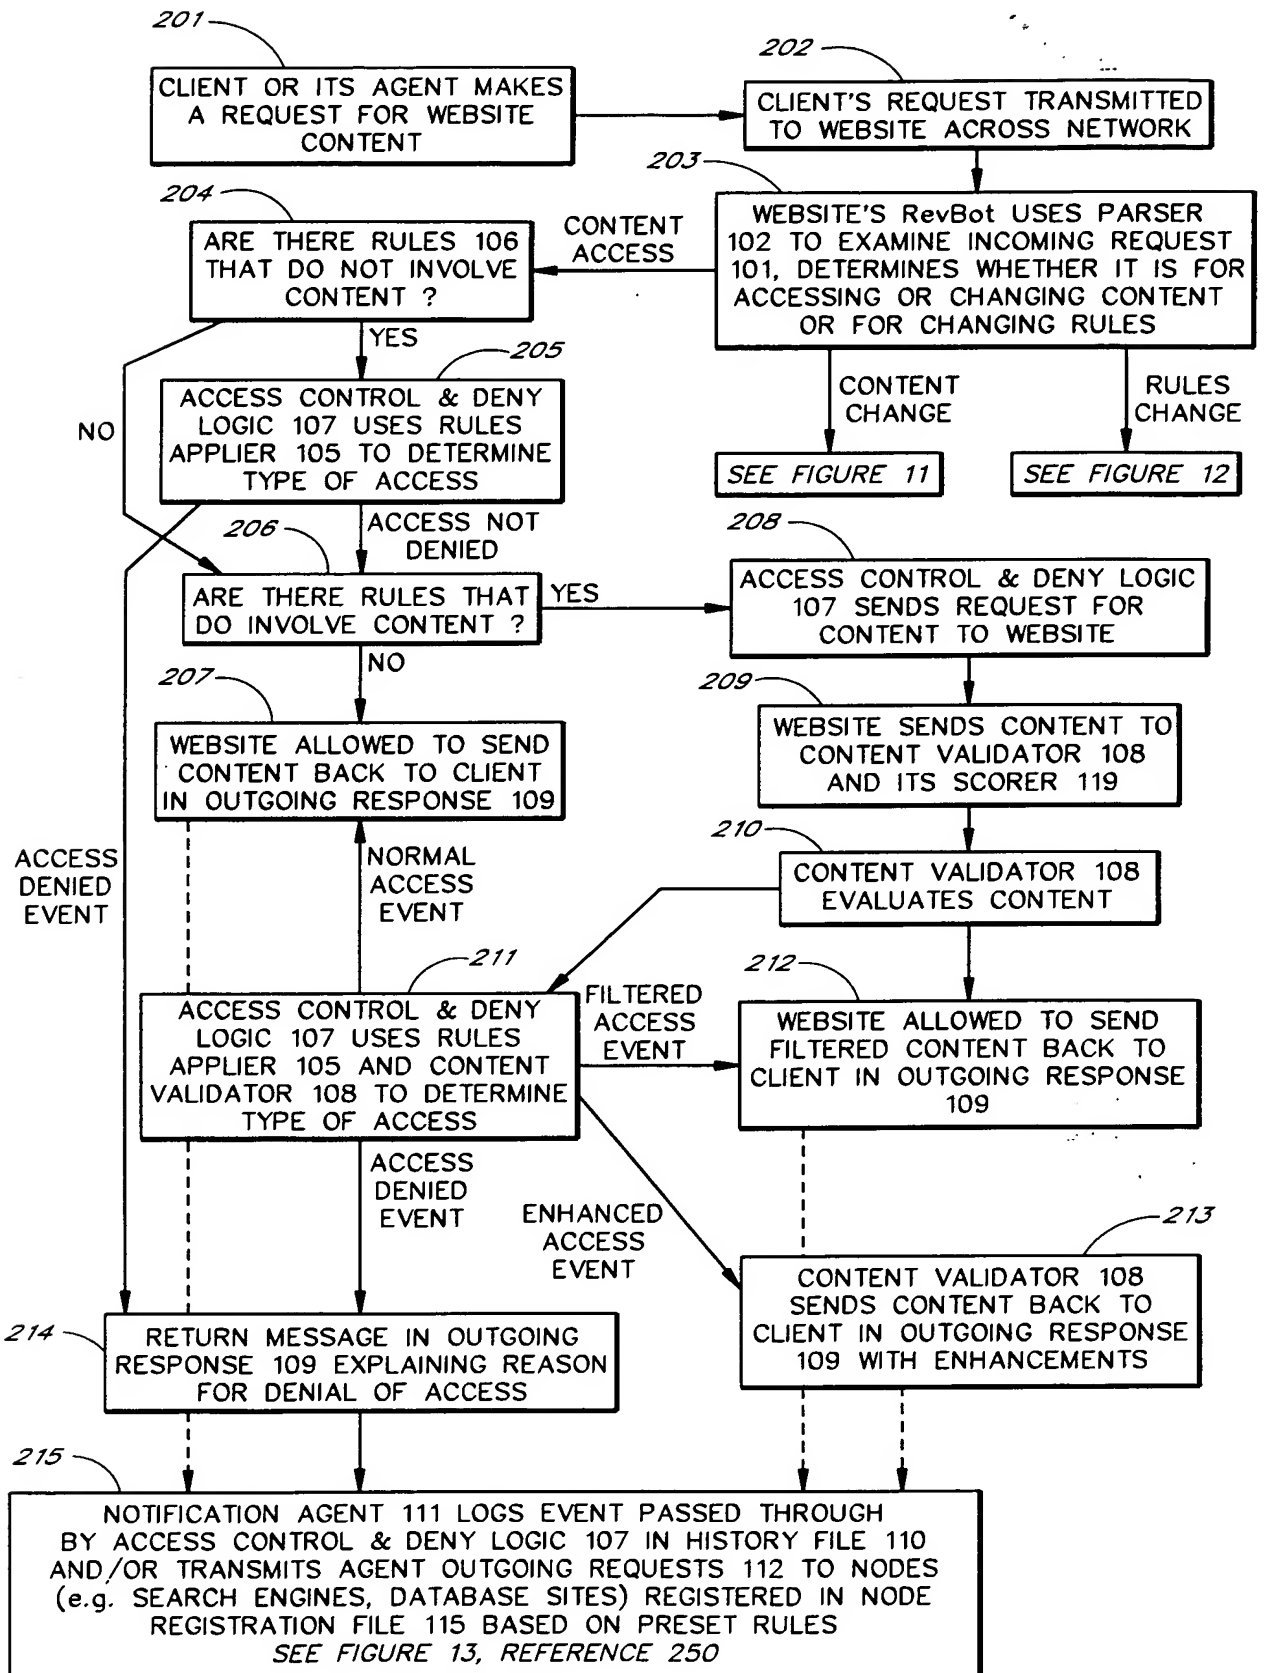 201
CLIENT OR ITS AGENT MAKES
A REQUEST FOR WEBSITE
CONTENT
202
CLIENT'S REQUEST TRANSMITTED
TO WEBSITE ACROSS NETWORK
203
WEBSITE'S RevBot USES PARSER
102 TO EXAMINE INCOMING REQUEST
101, DETERMINES WHETHER IT IS FOR
ACCESSING OR CHANGING CONTENT
OR FOR CHANGING RULES
CONTENT
ACCESS
204
ARE THERE RULES 106
THAT DO NOT INVOLVE
CONTENT ?
YES
NO
CONTENT
CHANGE
RULES
CHANGE
SEE FIGURE 11
SEE FIGURE 12
205
ACCESS CONTROL & DENY
LOGIC 107 USES RULES
APPLIER 105 TO DETERMINE
TYPE OF ACCESS
ACCESS NOT
DENIED
206
ARE THERE RULES THAT
DO INVOLVE CONTENT ?
YES
NO
208
ACCESS CONTROL & DENY LOGIC
107 SENDS REQUEST FOR
CONTENT TO WEBSITE
207
WEBSITE ALLOWED TO SEND
CONTENT BACK TO CLIENT
IN OUTGOING RESPONSE 109
209
WEBSITE SENDS CONTENT TO
CONTENT VALIDATOR 108
AND ITS SCORER 119
210
CONTENT VALIDATOR 108
EVALUATES CONTENT
ACCESS
DENIED
EVENT
NORMAL
ACCESS
EVENT
211
ACCESS CONTROL & DENY
LOGIC 107 USES RULES
APPLIER 105 AND CONTENT
VALIDATOR 108 TO DETERMINE
TYPE OF ACCESS
FILTERED
ACCESS
EVENT
212
WEBSITE ALLOWED TO SEND
FILTERED CONTENT BACK TO
CLIENT IN OUTGOING RESPONSE
109
ACCESS
DENIED
EVENT
ENHANCED
ACCESS
EVENT
213
CONTENT VALIDATOR 108
SENDS CONTENT BACK TO
CLIENT IN OUTGOING RESPONSE
109 WITH ENHANCEMENTS
214
RETURN MESSAGE IN OUTGOING
RESPONSE 109 EXPLAINING REASON
FOR DENIAL OF ACCESS
215
NOTIFICATION AGENT 111 LOGS EVENT PASSED THROUGH
BY ACCESS CONTROL & DENY LOGIC 107 IN HISTORY FILE 110
AND/OR TRANSMITS AGENT OUTGOING REQUESTS 112 TO NODES
(e.g. SEARCH ENGINES, DATABASE SITES) REGISTERED IN NODE
REGISTRATION FILE 115 BASED ON PRESET RULES
SEE FIGURE 13, REFERENCE 250